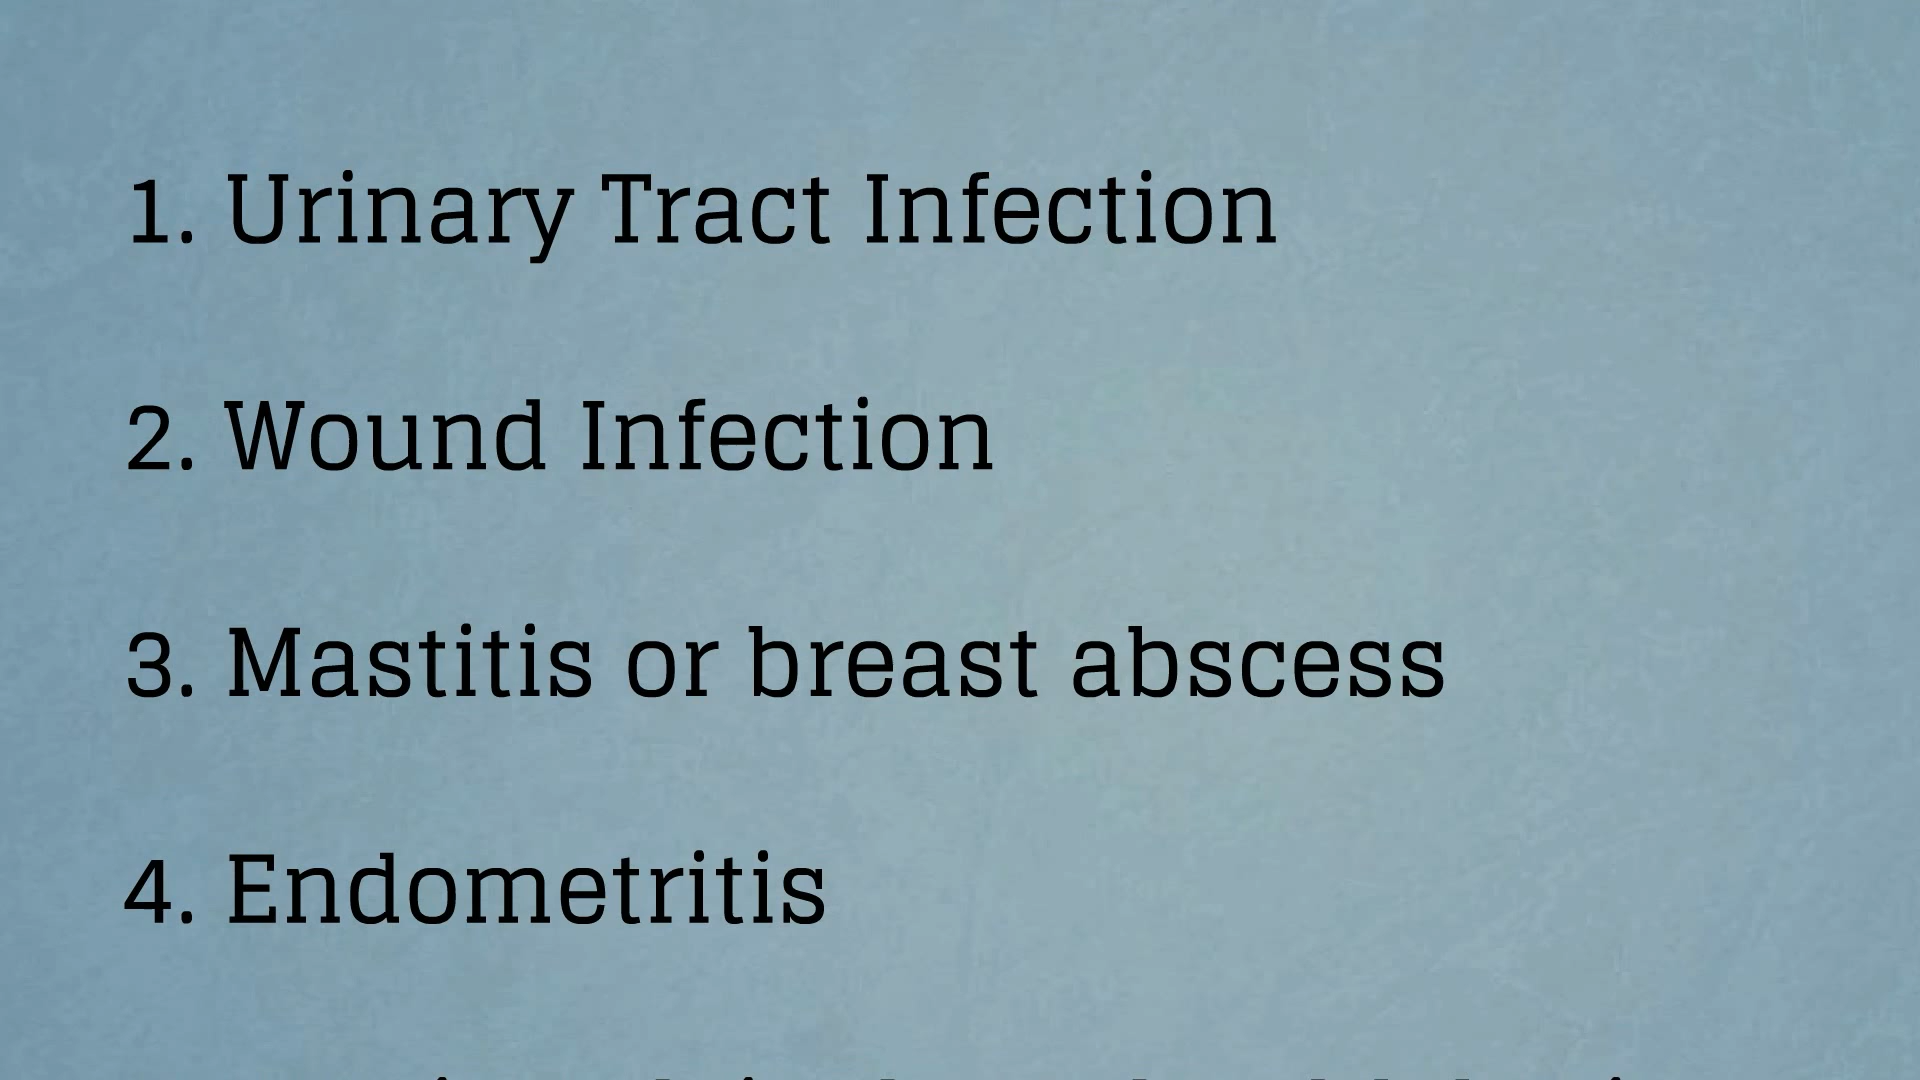 1. Urinary Tract Infection
2. Wound Infection
3. Mastitis or breast abscess
4. Endometritis